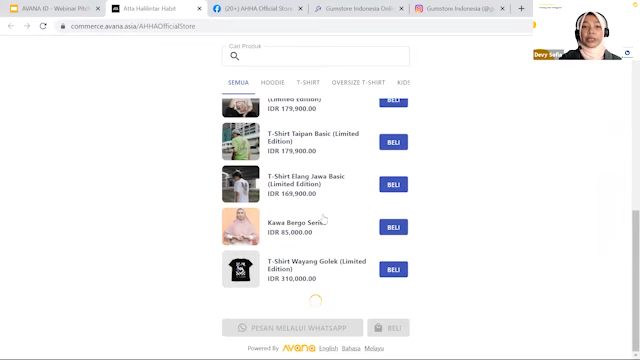 AVANA ID - Webinar Pitch
Atta Halilintar Habit
(20+) AHHA Official Store
Gumstore Indonesia Onli
Gumstore Indonesia (@g
commerce.avana.asia/AHHAOfficialStore
Cari Produk
SEMUA
HOODIE
T-SHIRT
OVERSIZE T-SHIRT
KIDS
(Limited Edition)
IDR 179,900.00
BELI
T-Shirt Taipan Basic (Limited
Edition)
IDR 179,900.00
BELI
T-Shirt Elang Jawa Basic
(Limited Edition)
IDR 169,900.00
BELI
Kawa Bergo Series
IDR 85,000.00
BELI
T-Shirt Wayang Golek (Limited
Edition)
IDR 310,000.00
BELI
PESAN MELALUI WHATSAPP
BELI
Powered By AVANA English Bahasa Melayu
Devy Sofia